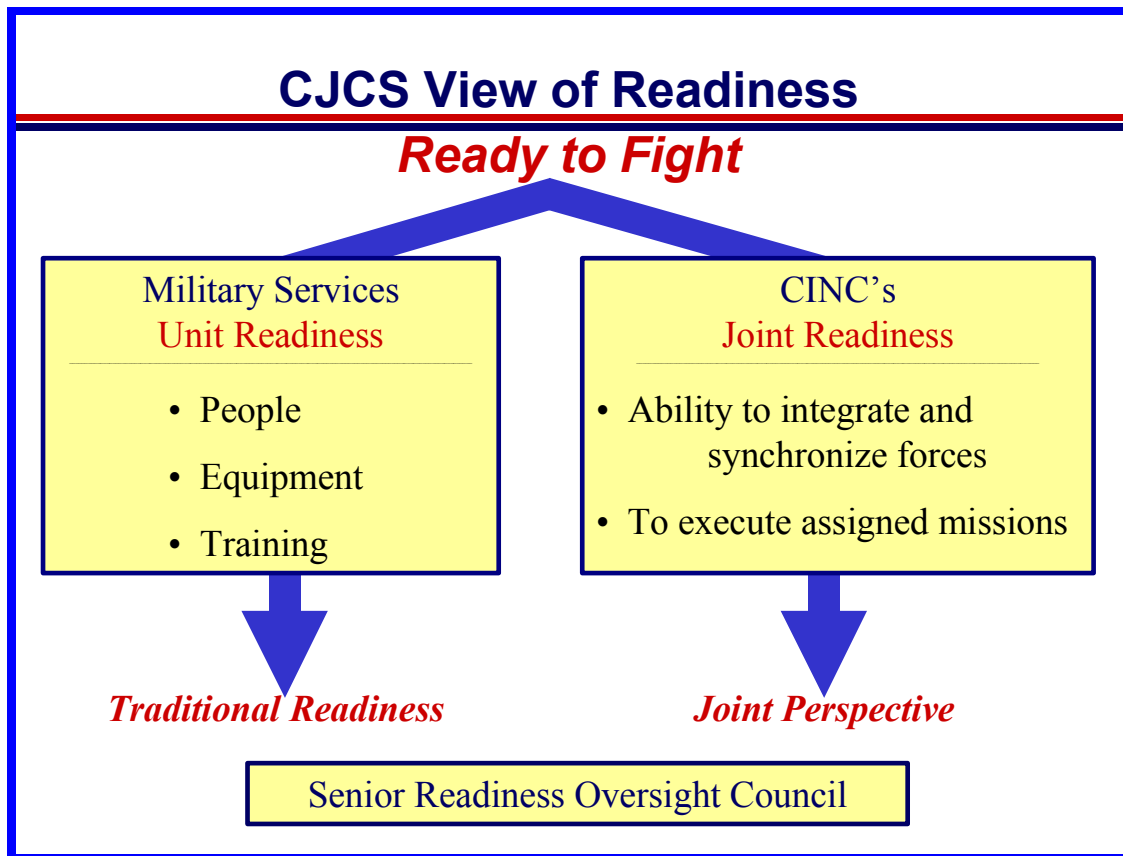 CJCS View of Readiness
Ready to Fight
Military Services
Unit Readiness
• People
• Equipment
• Training
Traditional Readiness
CINC’s
Joint Readiness
• Ability to integrate and
synchronize forces
• To execute assigned missions
Joint Perspective
Senior Readiness Oversight Council